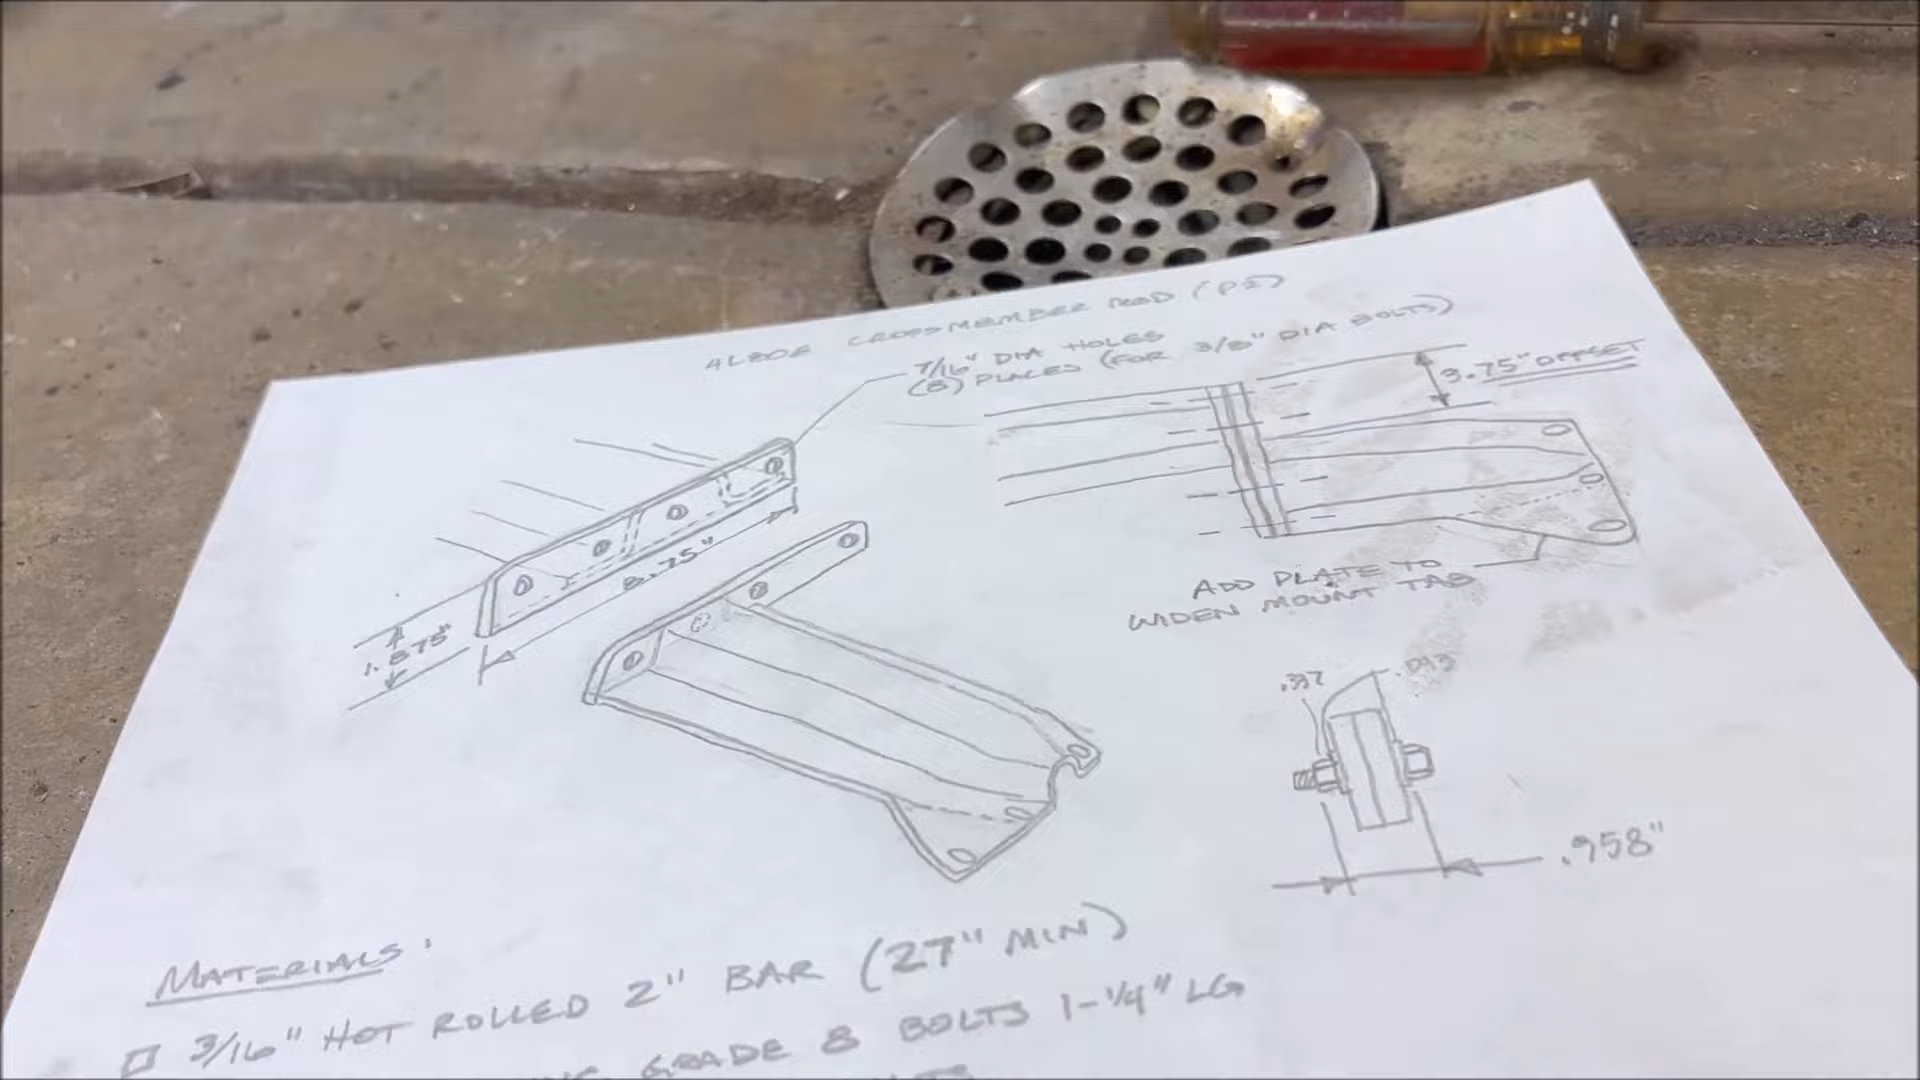 4L80E CROSSMEMBER MOD (P2)
7/16" DIA HOLES
(8) PLACES (FOR 3/8" DIA BOLTS)
3.75" OFFSET
8.75"
1.875"
ADD PLATE TO
WIDEN MOUNT TAB
.337
.093
.958"
MATERIALS:
3/16" HOT ROLLED 2" BAR (27" MIN)
GRADE 8 BOLTS 1-1/4" LG